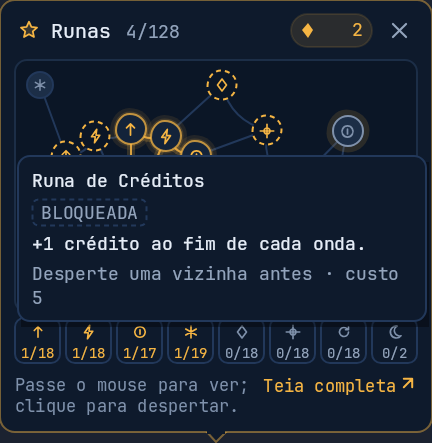 Runas 4/128 2
Runa de Créditos
BLOQUEADA
+1 crédito ao fim de cada onda.
Desperte uma vizinha antes · custo
5
1/18 1/18 1/17 1/19 0/18 0/18 0/18 0/2
Passe o mouse para ver; Teia completa
clique para despertar.